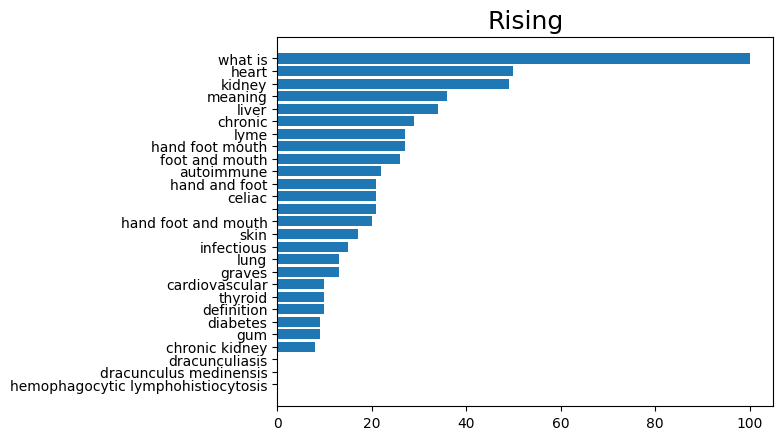 Rising
what is
heart
kidney
meaning
liver
chronic
lyme
hand foot mouth
foot and mouth
autoimmune
hand and foot
celiac
hand foot and mouth
skin
infectious
lung
graves
cardiovascular
thyroid
definition
diabetes
gum
chronic kidney
dracunculiasis
dracunculus medinensis
hemophagocytic lymphohistiocytosis
0 20 40 60 80 100